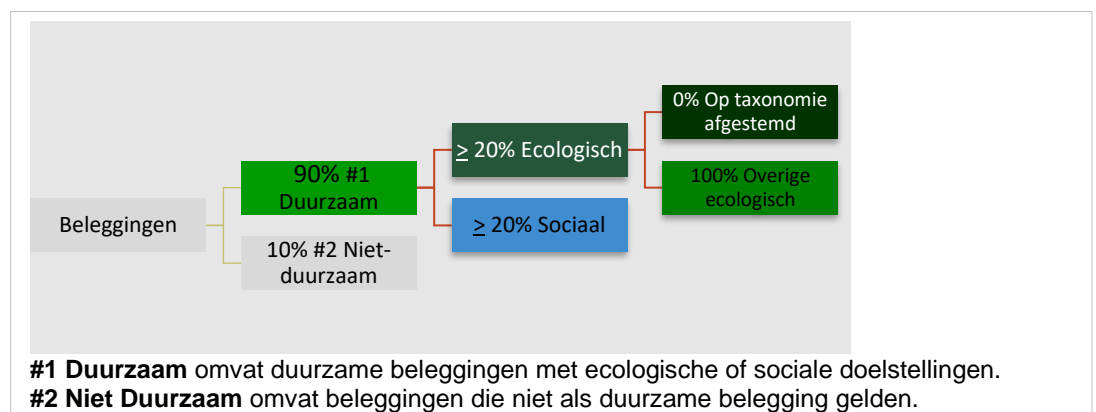 Beleggingen
90% #1
Duurzaam
10% #2 Niet-
duurzaam
≥ 20% Ecologisch
≥ 20% Sociaal
0% Op taxonomie
afgestemd
100% Overige
ecologisch
#1 Duurzaam omvat duurzame beleggingen met ecologische of sociale doelstellingen.
#2 Niet Duurzaam omvat beleggingen die niet als duurzame belegging gelden.